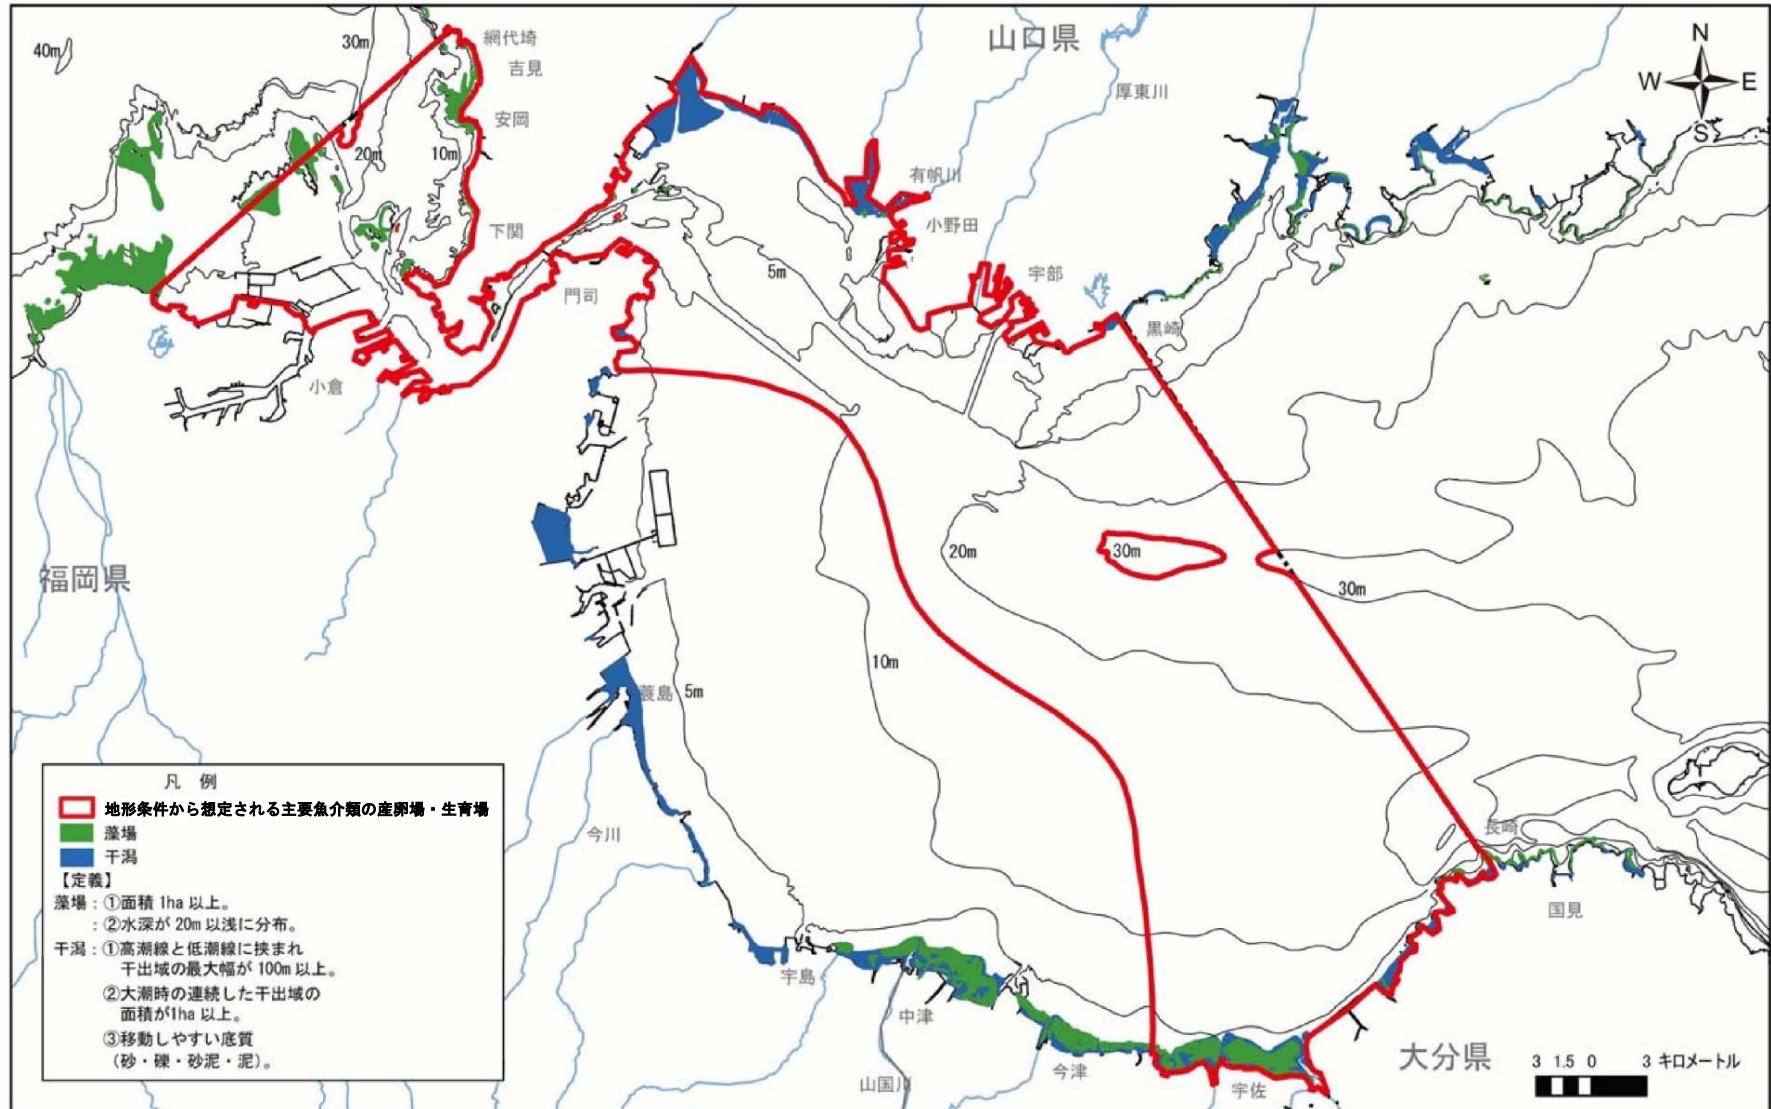 40m
30m
網代埼
吉見
安岡
20m
10m
下関
門司
小倉
福岡県
山口県
厚東川
有帆川
小野田
宇部
黒崎
5m
N
W
E
S
20m
30m
30m
10m
蓑島
5m
今川
宇島
中津
山国川
今津
宇佐
長崎
国見
大分県
3 1.5 0 3 キロメートル
凡 例
地形条件から想定される主要魚介類の産卵場・生育場
藻場
干潟
【定義】
藻場：①面積 1ha 以上。
：②水深が 20m 以浅に分布。
干潟：①高潮線と低潮線に挟まれ
干出域の最大幅が 100m 以上。
②大潮時の連続した干出域の
面積が1ha 以上。
③移動しやすい底質
（砂・礫・砂泥・泥）。